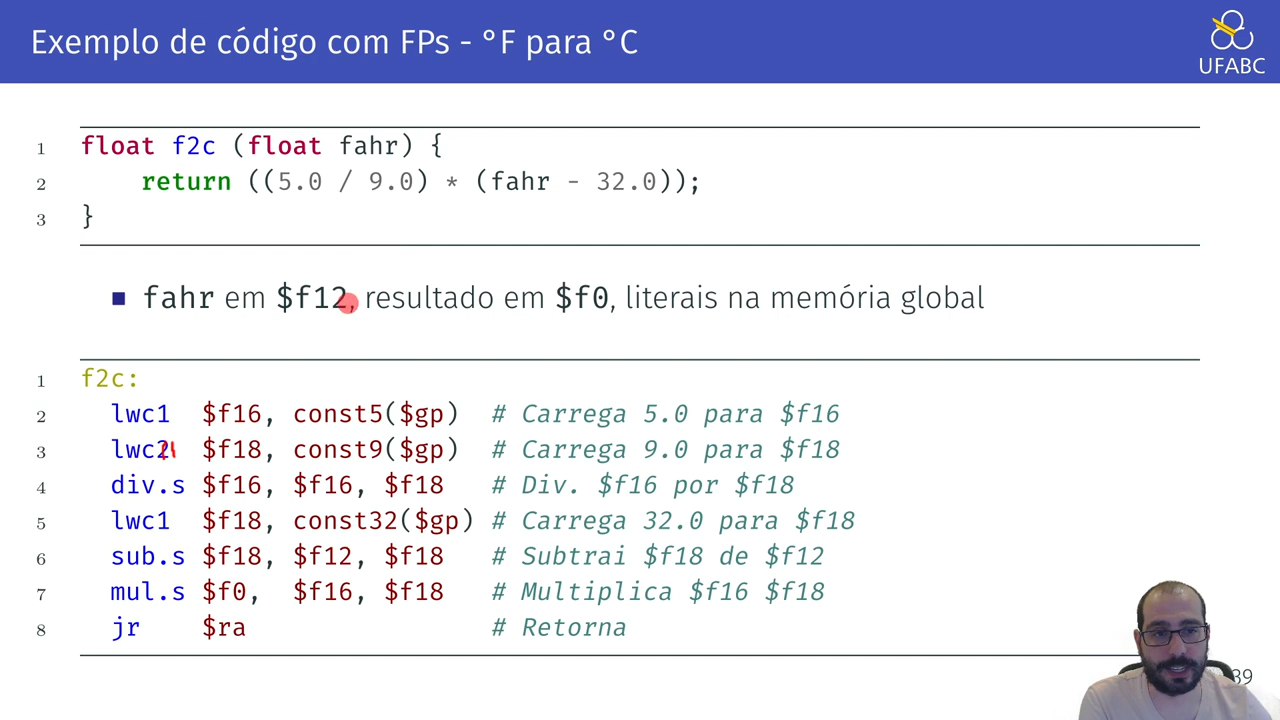 Exemplo de código com FPs - °F para °C
UFABC
1 float f2c (float fahr) {
2 return ((5.0 / 9.0) * (fahr - 32.0));
3 }
■ fahr em $f12, resultado em $f0, literais na memória global
1 f2c:
2 lwc1 $f16, const5($gp) # Carrega 5.0 para $f16
3 lwc2 $f18, const9($gp) # Carrega 9.0 para $f18
4 div.s $f16, $f16, $f18 # Div. $f16 por $f18
5 lwc1 $f18, const32($gp) # Carrega 32.0 para $f18
6 sub.s $f18, $f12, $f18 # Subtrai $f18 de $f12
7 mul.s $f0, $f16, $f18 # Multiplica $f16 $f18
8 jr $ra # Retorna
39